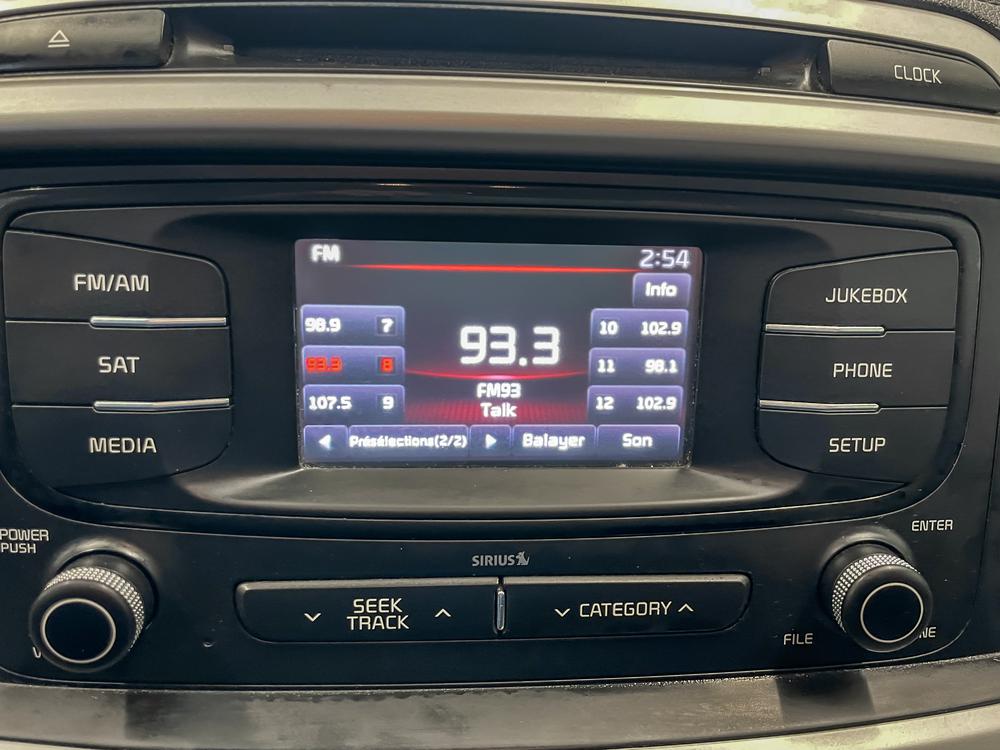 CLOCK
FM/AM
SAT
MEDIA
FM
2:54
Info
98.9 7
93.3 8
107.5 9
93.3
FM93
Talk
10 102.9
11 98.1
12 102.9
Présélections(2/2)
Balayer
Son
JUKEBOX
PHONE
SETUP
POWER
PUSH
ENTER
SIRIUS
SEEK
TRACK
CATEGORY
FILE